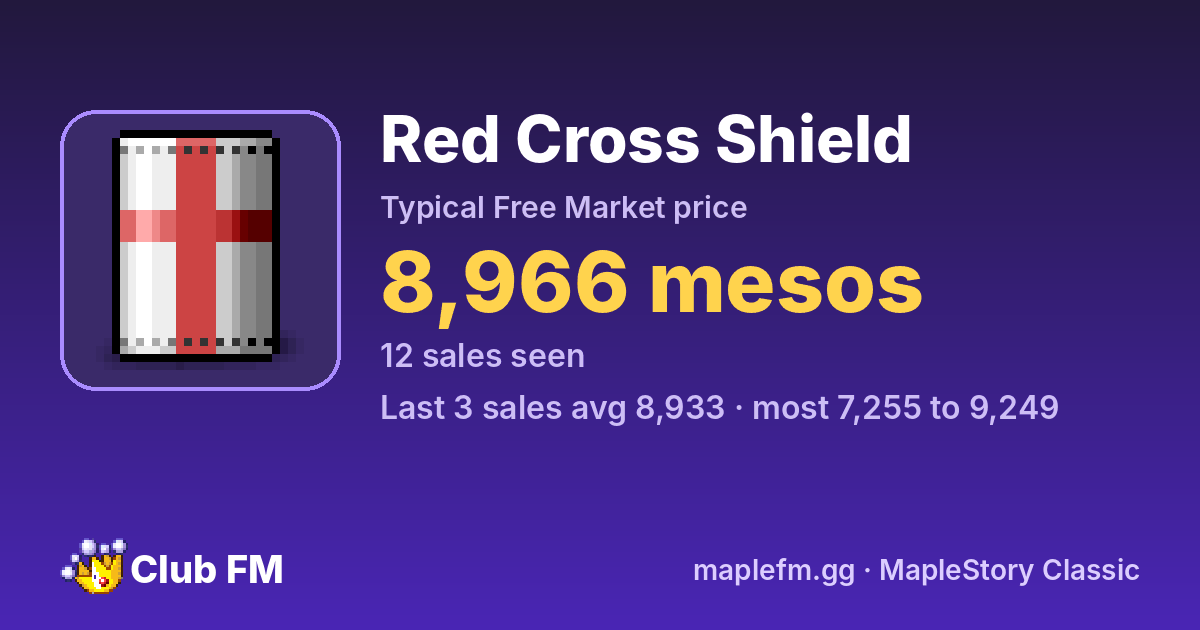 Red Cross Shield
Typical Free Market price
8,966 mesos
12 sales seen
Last 3 sales avg 8,933 · most 7,255 to 9,249
Club FM
maplefm.gg · MapleStory Classic